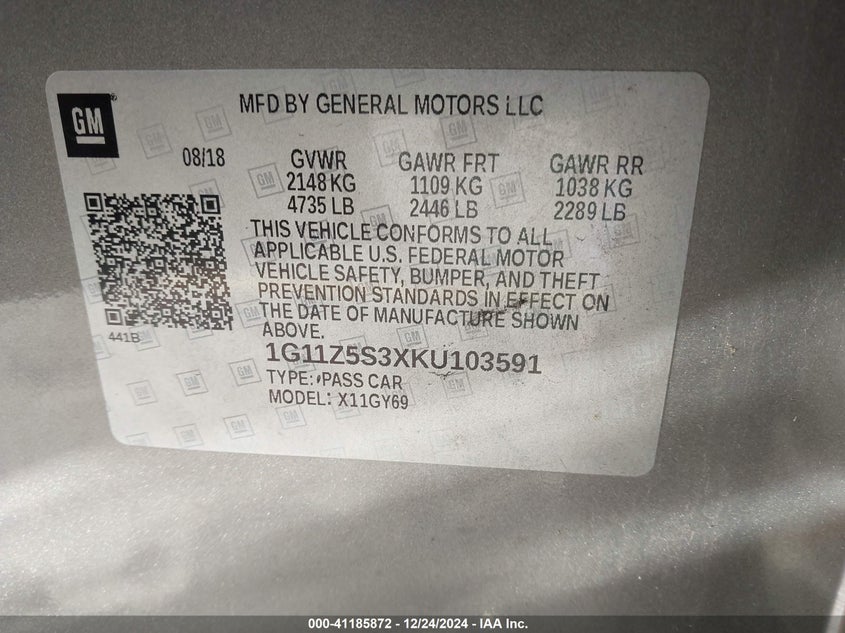 GM
MFD BY GENERAL MOTORS LLC
08/18 GVWR GAWR FRT GAWR RR
2148 KG 1109 KG 1038 KG
4735 LB 2446 LB 2289 LB
THIS VEHICLE CONFORMS TO ALL
APPLICABLE U.S. FEDERAL MOTOR
VEHICLE SAFETY, BUMPER, AND THEFT
PREVENTION STANDARDS IN EFFECT ON
THE DATE OF MANUFACTURE SHOWN
ABOVE.
441B
1G11Z5S3XKU103591
TYPE: PASS CAR
MODEL: X11GY69
000-41185872 / 12/24/2024 - IAA Inc.